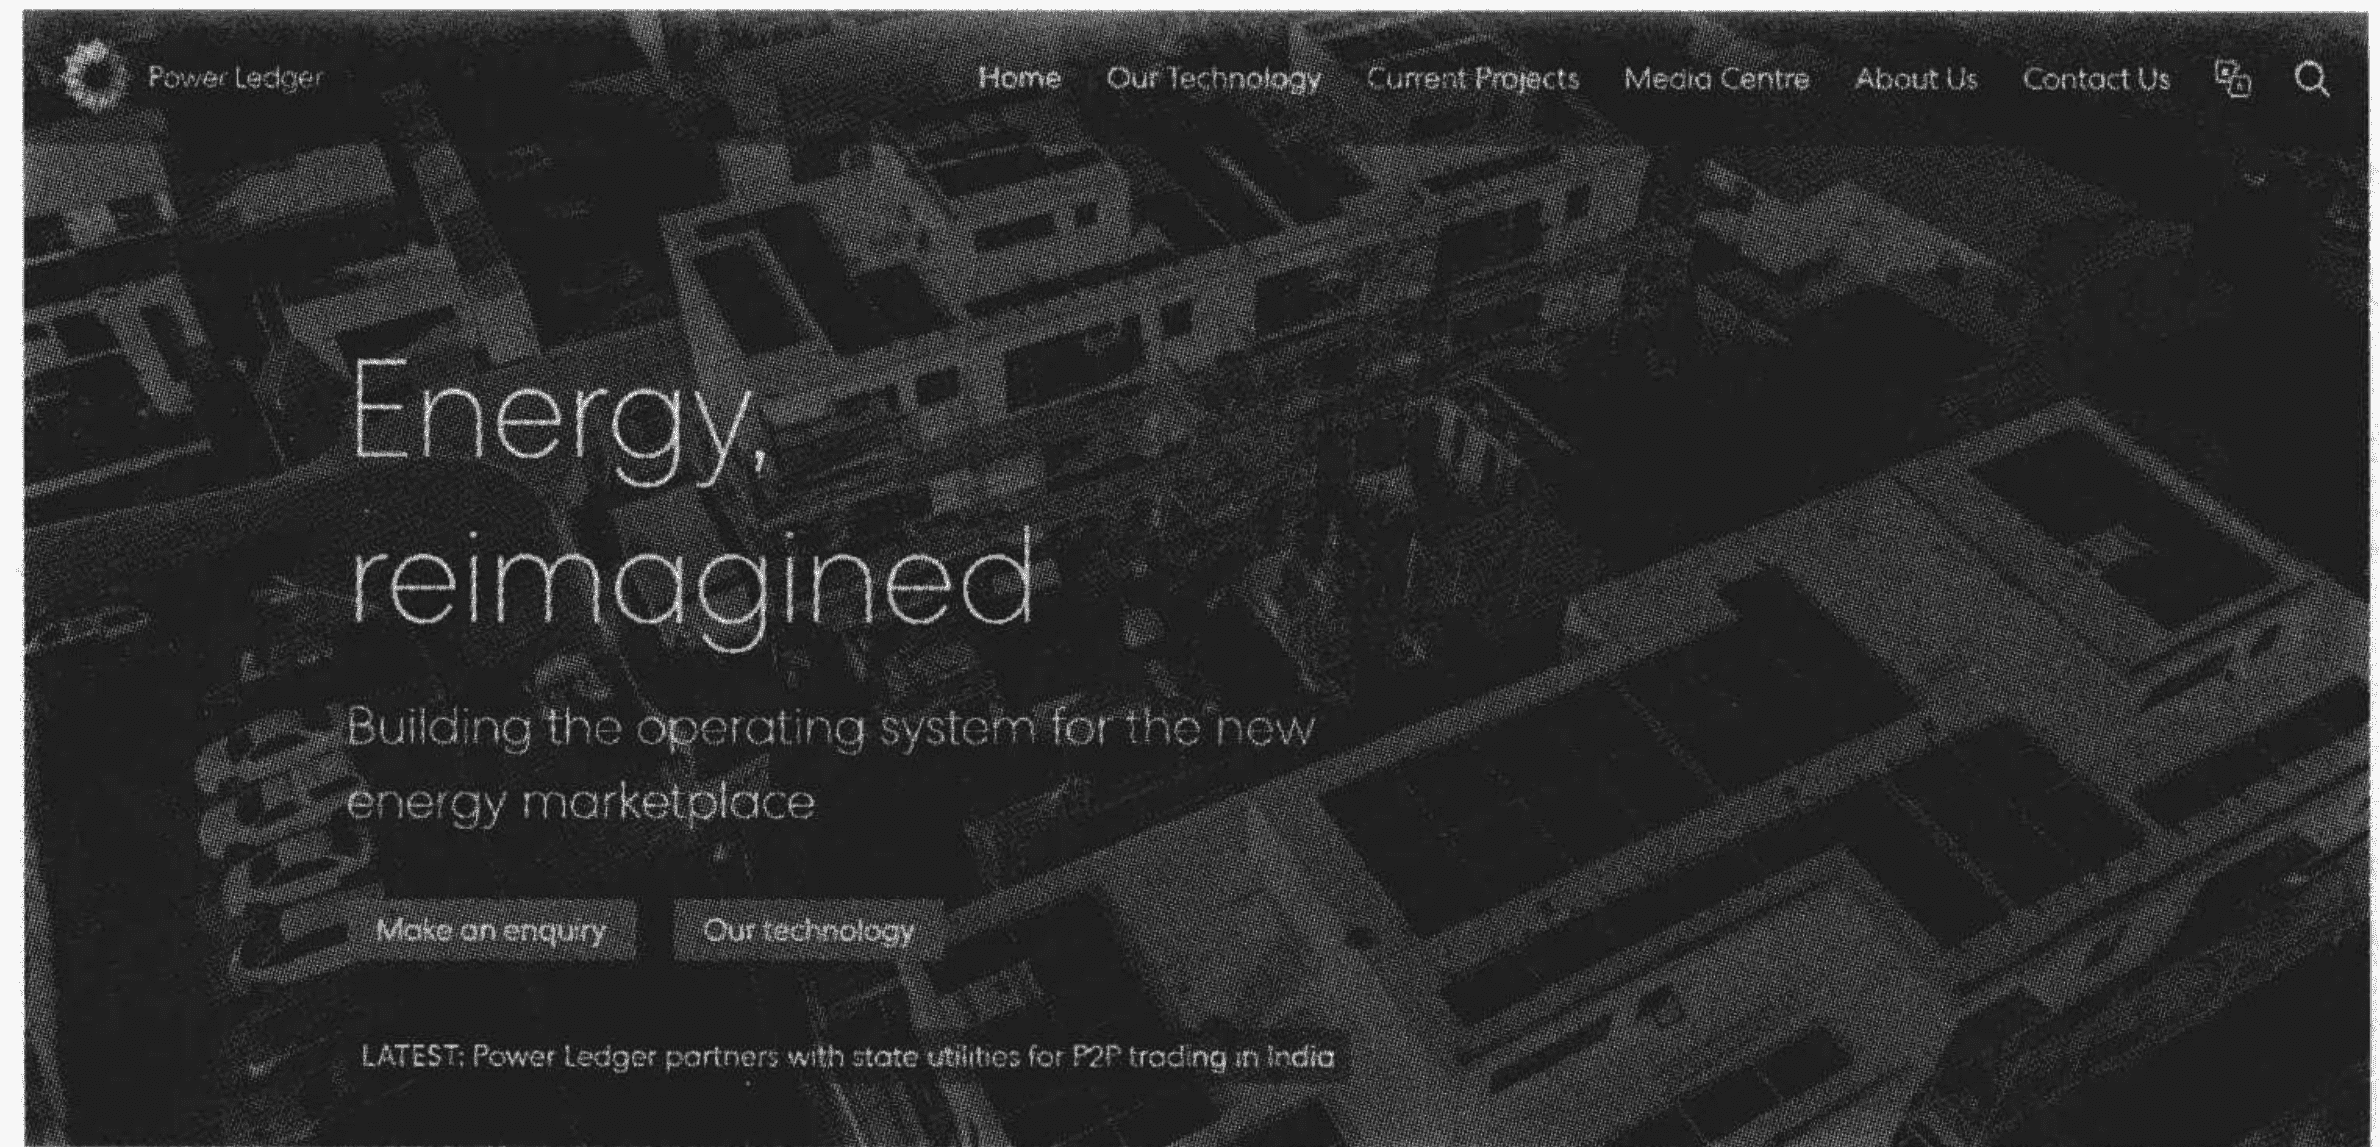 Power Ledger
Home Our Technology Current Projects Media Centre About Us Contact Us
Energy,
reimagined
Building the operating system for the new
energy marketplace
Make an enquiry Our technology
LATEST: Power Ledger partners with state utilities for P2P trading in India